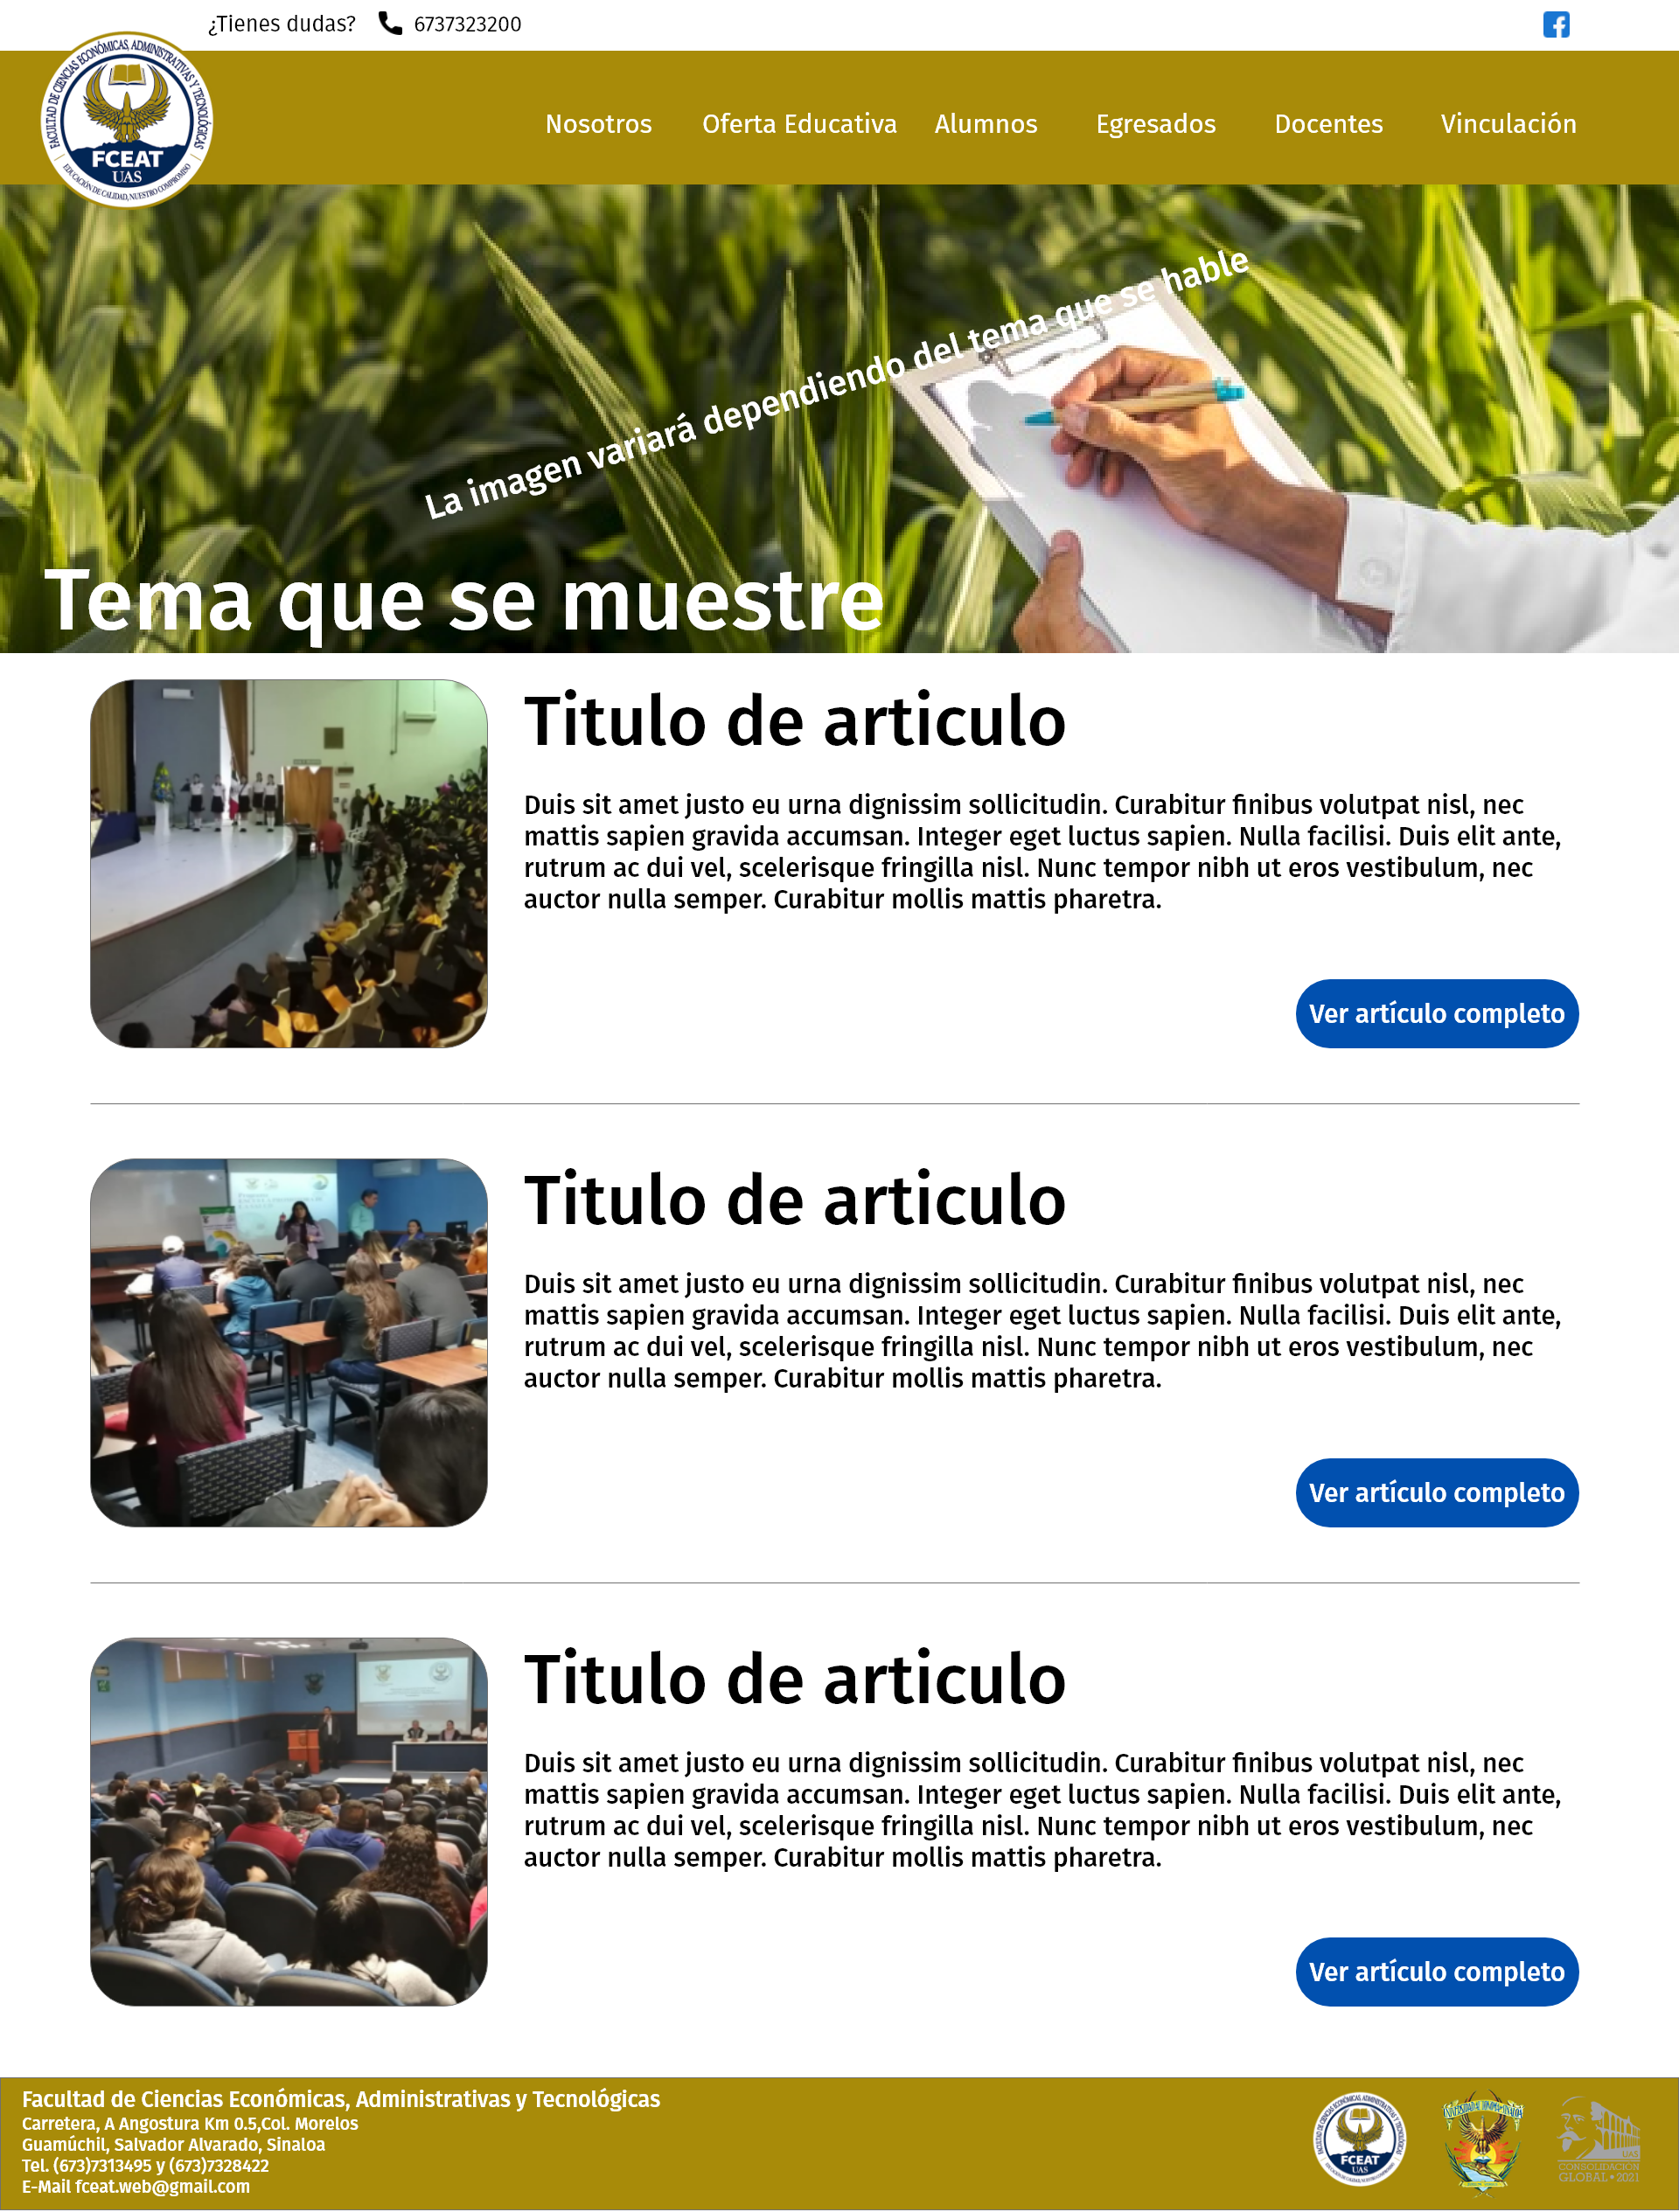 ¿Tienes dudas? 6737323200
FACULTAD DE CIENCIAS ECONÓMICAS, ADMINISTRATIVAS Y TECNOLÓGICAS
FCEAT
UAS
EDUCACIÓN DE CALIDAD, NUESTRO COMPROMISO
Nosotros Oferta Educativa Alumnos Egresados Docentes Vinculación
La imagen variará dependiendo del tema que se hable
Tema que se muestre
Titulo de articulo
Duis sit amet justo eu urna dignissim sollicitudin. Curabitur finibus volutpat nisl, nec
mattis sapien gravida accumsan. Integer eget luctus sapien. Nulla facilisi. Duis elit ante,
rutrum ac dui vel, scelerisque fringilla nisl. Nunc tempor nibh ut eros vestibulum, nec
auctor nulla semper. Curabitur mollis mattis pharetra.
Ver artículo completo
Titulo de articulo
Duis sit amet justo eu urna dignissim sollicitudin. Curabitur finibus volutpat nisl, nec
mattis sapien gravida accumsan. Integer eget luctus sapien. Nulla facilisi. Duis elit ante,
rutrum ac dui vel, scelerisque fringilla nisl. Nunc tempor nibh ut eros vestibulum, nec
auctor nulla semper. Curabitur mollis mattis pharetra.
Ver artículo completo
Titulo de articulo
Duis sit amet justo eu urna dignissim sollicitudin. Curabitur finibus volutpat nisl, nec
mattis sapien gravida accumsan. Integer eget luctus sapien. Nulla facilisi. Duis elit ante,
rutrum ac dui vel, scelerisque fringilla nisl. Nunc tempor nibh ut eros vestibulum, nec
auctor nulla semper. Curabitur mollis mattis pharetra.
Ver artículo completo
Facultad de Ciencias Económicas, Administrativas y Tecnológicas
Carretera, A Angostura Km 0.5,Col. Morelos
Guamúchil, Salvador Alvarado, Sinaloa
Tel. (673)7313495 y (673)7328422
E-Mail fceat.web@gmail.com
FACULTAD DE CIENCIAS ECONÓMICAS, ADMINISTRATIVAS Y TECNOLÓGICAS
FCEAT
UAS
UAS
CONSOLIDACIÓN
GLOBAL • 2021